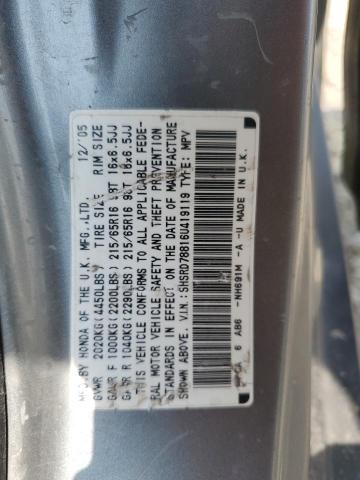 MFD.BY HONDA OF THE U.K. MFG.,LTD. 12/'05
GVWR 2020KG(4450LBS) TIRE SIZE RIM SIZE
GAWR F 1000KG(2200LBS) 215/65R16 98T 16x6.5JJ
GAWR R 1040KG(2290LBS) 215/65R16 98T 16x6.5JJ
THIS VEHICLE CONFORMS TO ALL APPLICABLE FEDE-
RAL MOTOR VEHICLE SAFETY AND THEFT PREVENTION
STANDARDS IN EFFECT ON THE DATE OF MANUFACTURE
SHOWN ABOVE. V.I.N.:SHSRD78816U419119 TYPE: MPV
6 AB6 -NH691M -A -U MADE IN U.K.